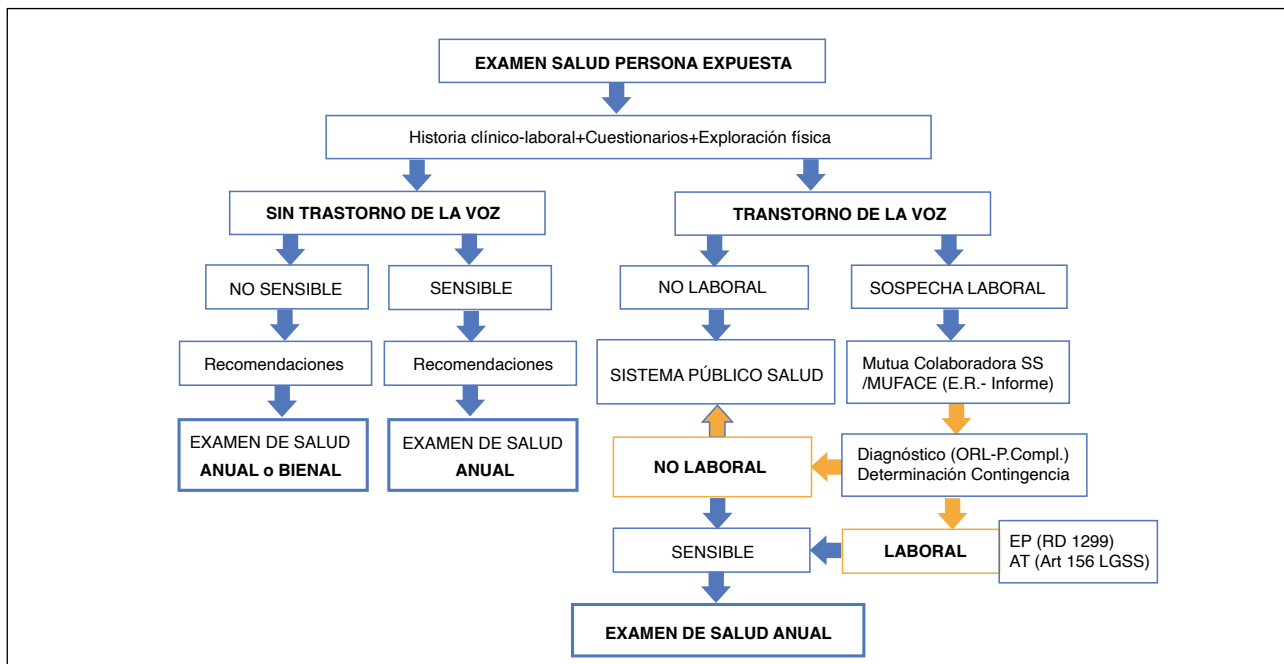 EXAMEN SALUD PERSONA EXPUESTA
Historia clínico-laboral+Cuestionarios+Exploración física
SIN TRASTORNO DE LA VOZ
TRANSTORNO DE LA VOZ
NO SENSIBLE
SENSIBLE
NO LABORAL
SOSPECHA LABORAL
Recomendaciones
Recomendaciones
SISTEMA PÚBLICO SALUD
Mutua Colaboradora SS
/MUFACE (E.R.- Informe)
EXAMEN DE SALUD
ANUAL o BIENAL
EXAMEN DE SALUD
ANUAL
NO LABORAL
Diagnóstico (ORL-P.Compl.)
Determinación Contingencia
SENSIBLE
LABORAL
EP (RD 1299)
AT (Art 156 LGSS)
EXAMEN DE SALUD ANUAL